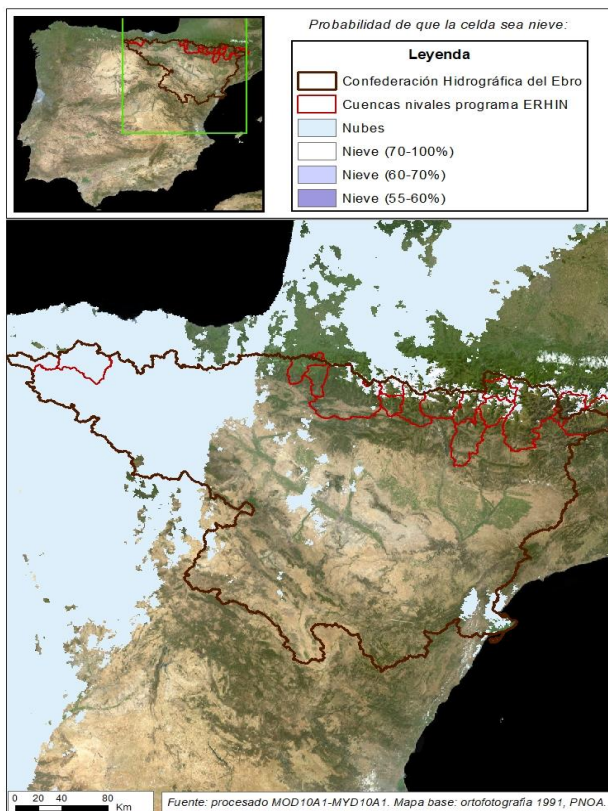 Probabilidad de que la celda sea nieve:
Leyenda
Confederación Hidrográfica del Ebro
Cuencas nivales programa ERHIN
Nubes
Nieve (70-100%)
Nieve (60-70%)
Nieve (55-60%)
0 20 40 80
Km
Fuente: procesado MOD10A1-MYD10A1. Mapa base: ortofotografía 1991, PNOA.